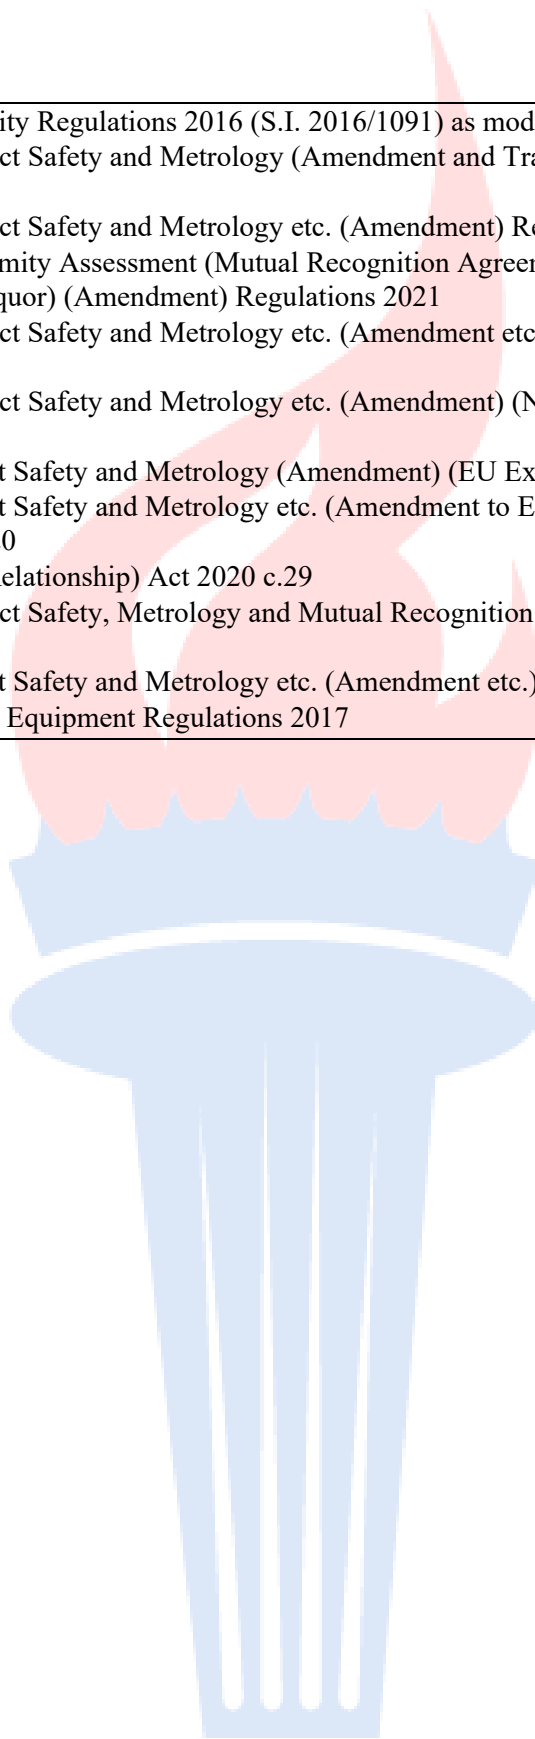 ity Regulations 2016 (S.I. 2016/1091) as mod
ct Safety and Metrology (Amendment and Tra
ct Safety and Metrology etc. (Amendment) Re
mity Assessment (Mutual Recognition Agreen
quor) (Amendment) Regulations 2021
ct Safety and Metrology etc. (Amendment etc
ct Safety and Metrology etc. (Amendment) (N
t Safety and Metrology (Amendment) (EU Ex
t Safety and Metrology etc. (Amendment to E
0
elationship) Act 2020 c.29
ct Safety, Metrology and Mutual Recognition
t Safety and Metrology etc. (Amendment etc.)
Equipment Regulations 2017